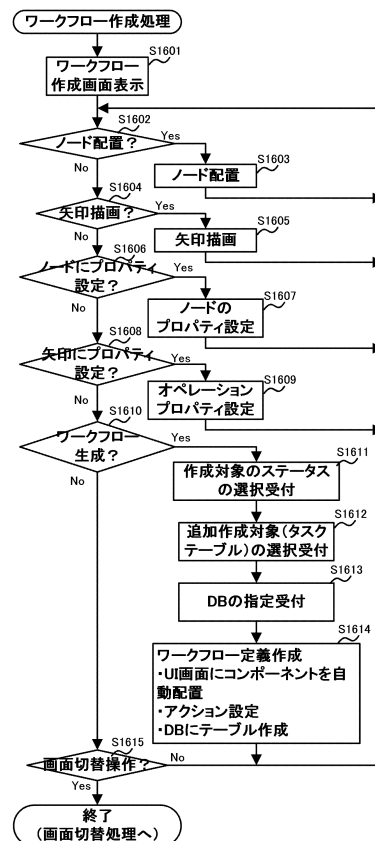 ワークフロー作成処理
S1601
ワークフロー
作成画面表示
S1602
ノード配置？
Yes
No
S1603
ノード配置
S1604
矢印描画？
Yes
No
S1605
矢印描画
S1606
ノードにプロパティ
設定？
Yes
No
S1607
ノードの
プロパティ設定
S1608
矢印にプロパティ
設定？
Yes
No
S1609
オペレーション
プロパティ設定
S1610
ワークフロー
生成？
Yes
No
S1611
作成対象のステータス
の選択受付
S1612
追加作成対象（タスク
テーブル）の選択受付
S1613
DBの指定受付
S1614
ワークフロー定義作成
・UI画面にコンポーネントを自
動配置
・アクション設定
・DBにテーブル作成
S1615
画面切替操作？
No
Yes
終了
（画面切替処理へ）